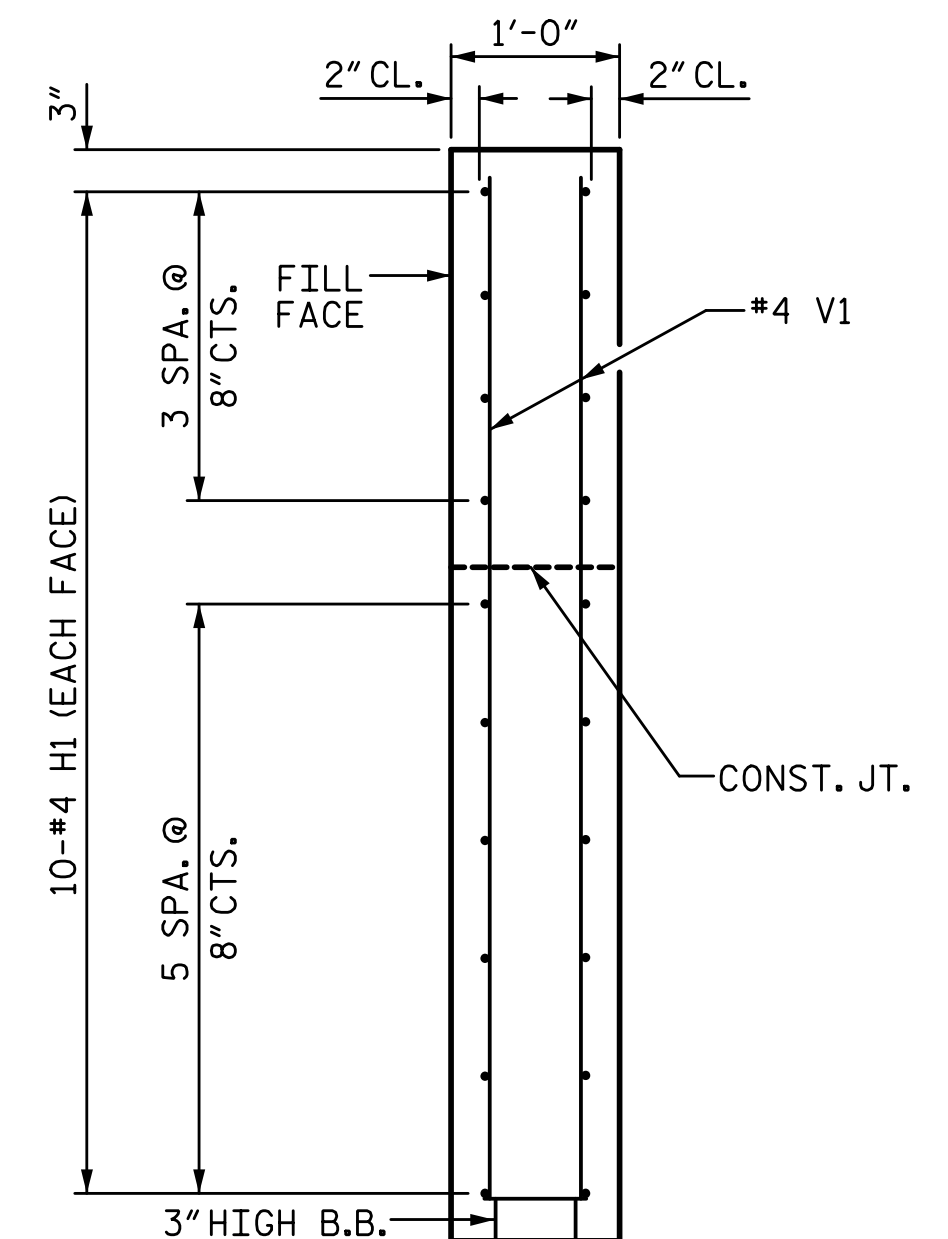 1'-0"
2" CL.
2" CL.
3"
FILL
FACE
3 SPA. @
8" CTS.
#4 V1
10-#4 H1 (EACH FACE)
CONST. JT.
5 SPA. @
8" CTS.
3" HIGH B.B.